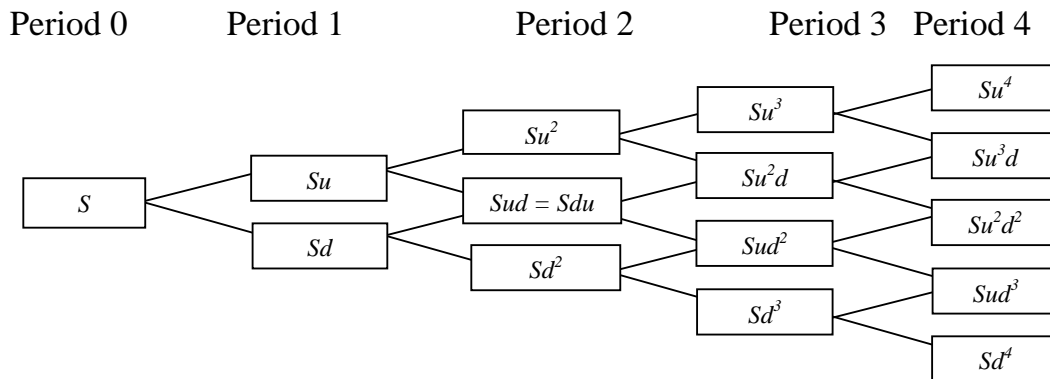 Period 0 Period 1 Period 2 Period 3 Period 4
Su⁴
Su³
Su²
Su³d
Su
Su²d
S
Sud = Sdu
Su²d²
Sd
Sud²
Sd²
Sud³
Sd³
Sd⁴